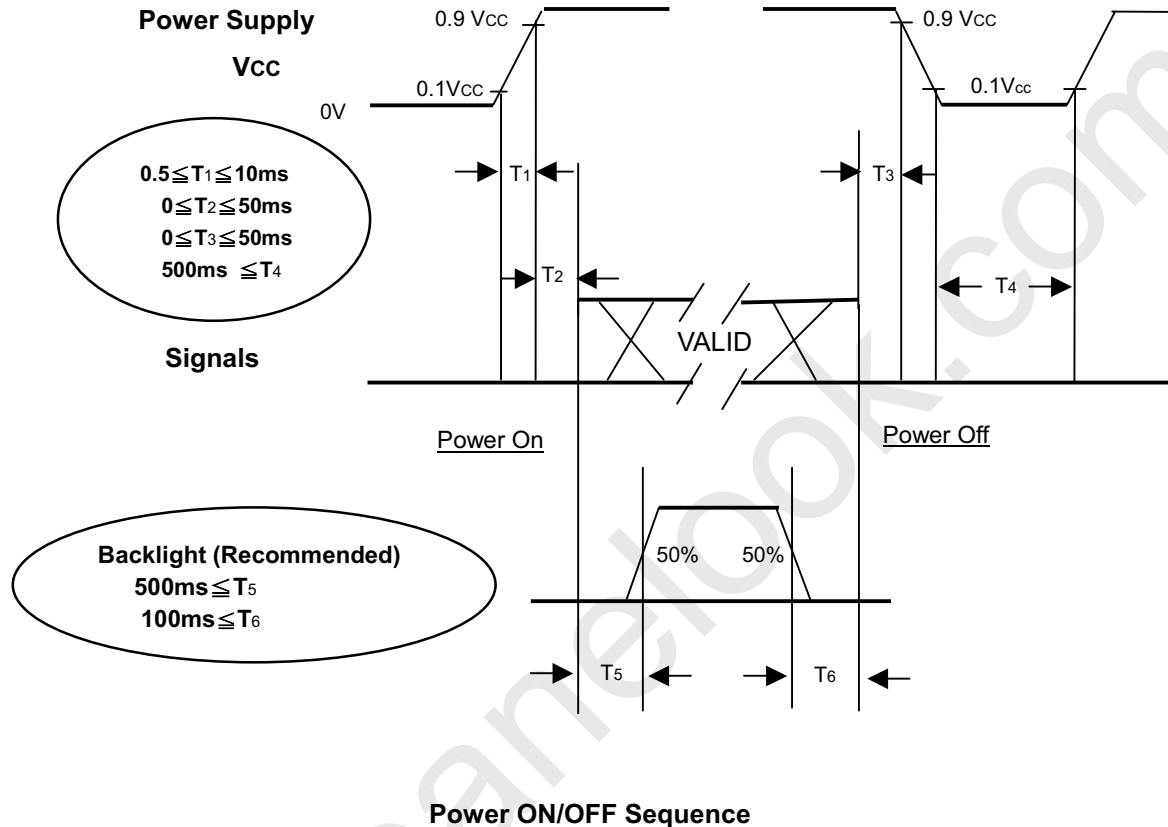 Power Supply
Vcc
0.9 Vcc
0.1Vcc
0V
0.9 Vcc
0.1Vcc
0.5≦T1≦10ms
0≦T2≦50ms
0≦T3≦50ms
500ms ≦T4
T1
T2
T3
T4
Signals
VALID
Power On
Power Off
Backlight (Recommended)
500ms≦T5
100ms≦T6
50%
50%
T5
T6
Power ON/OFF Sequence
panelook.com